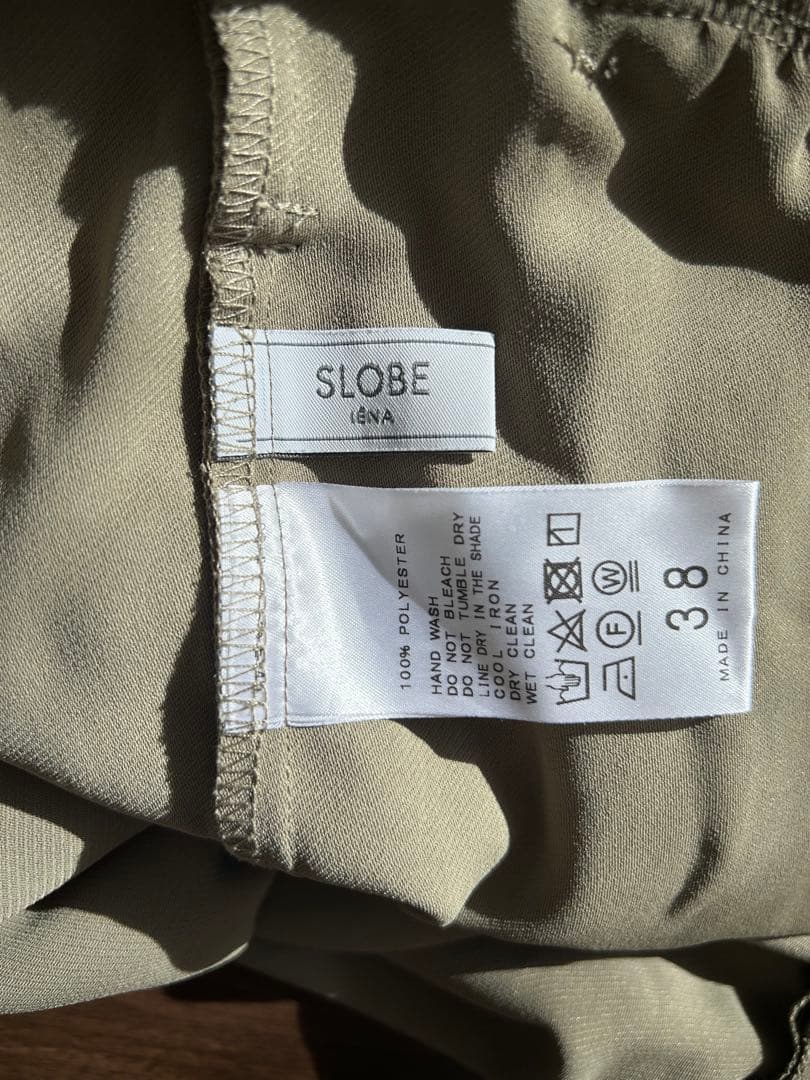 SLOBE
IÉNA
100% POLYESTER
HAND WASH
DO NOT BLEACH
DO NOT TUMBLE DRY
LINE DRY IN THE SHADE
COOL IRON
DRY CLEAN
WET CLEAN
F
W
38
MADE IN CHINA